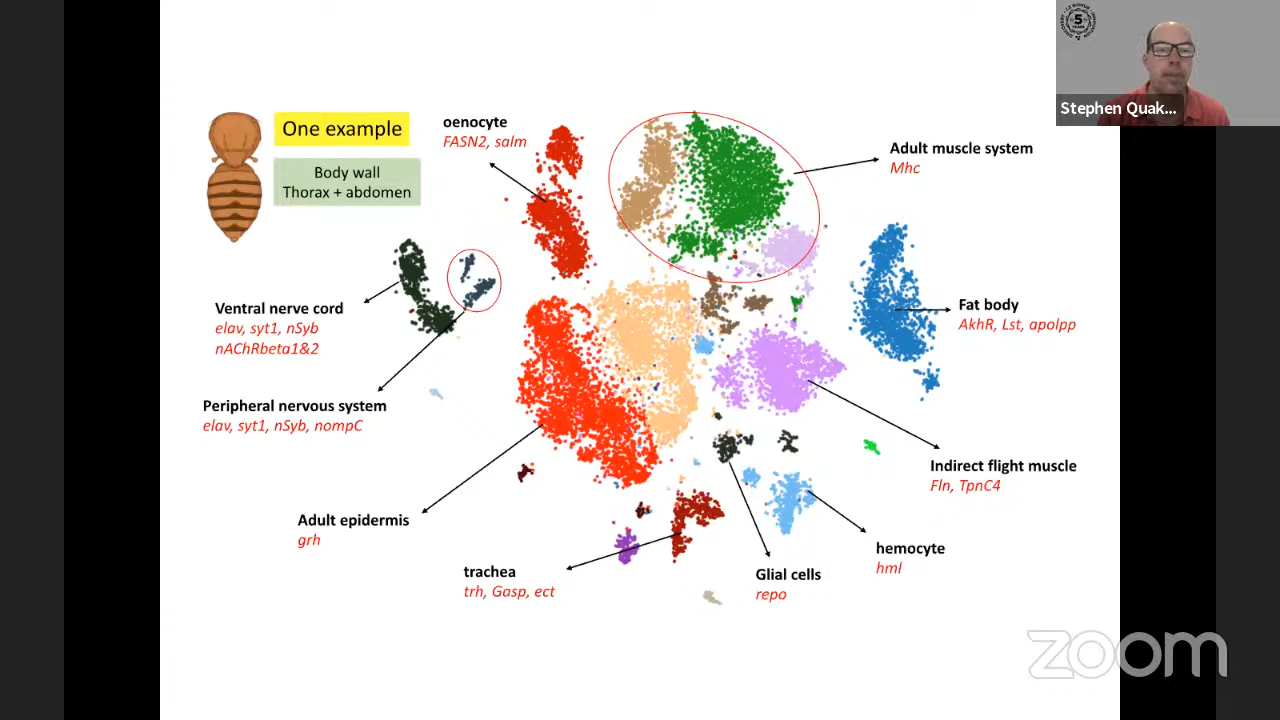 5
YEARS
Stephen Quak...
One example
Body wall
Thorax + abdomen
oenocyte
FASN2, salm
Adult muscle system
Mhc
Ventral nerve cord
elav, syt1, nSyb
nAChRbeta1&2
Fat body
AkhR, Lst, apolpp
Peripheral nervous system
elav, syt1, nSyb, nompC
Indirect flight muscle
Fln, TpnC4
Adult epidermis
grh
hemocyte
hml
trachea
trh, Gasp, ect
Glial cells
repo
zoom